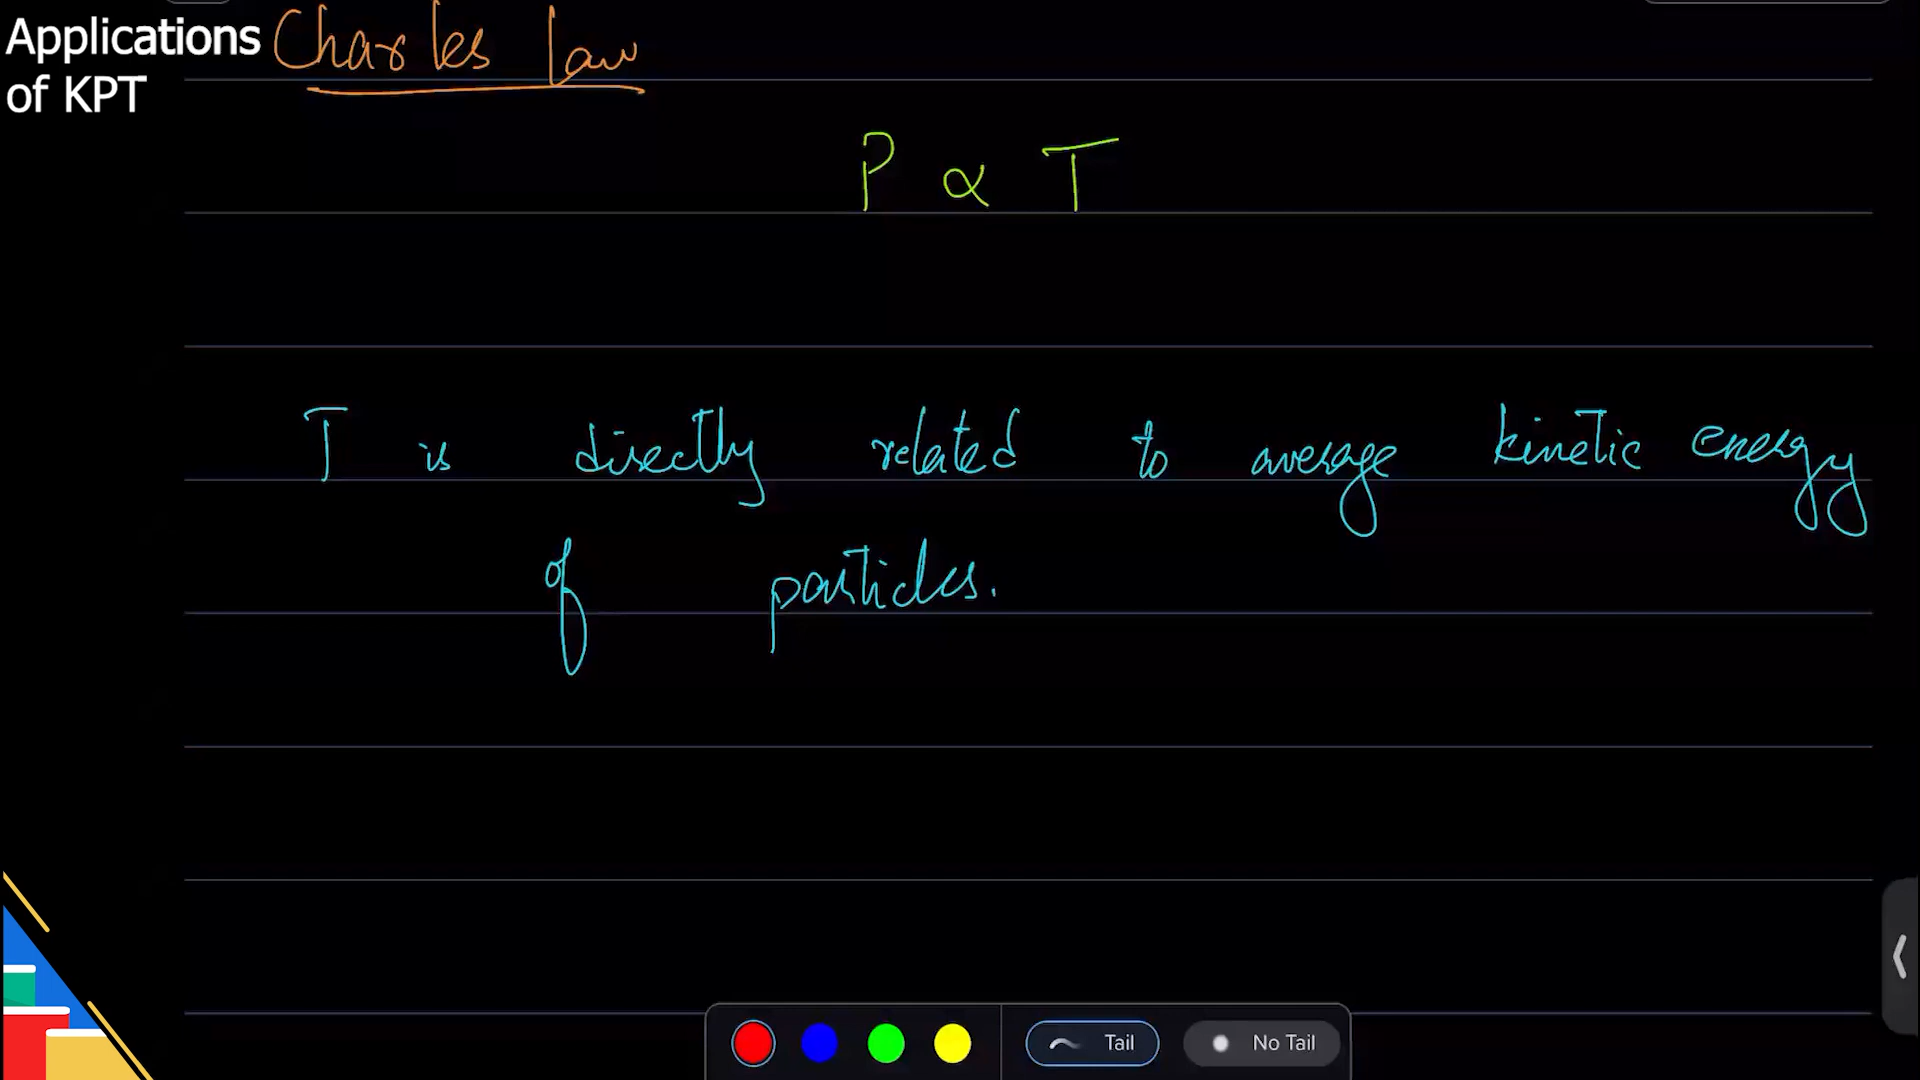 Applications
of KPT
Charles Law
P ∝ T
T is directly related to average kinetic energy
of particles.
Tail
No Tail